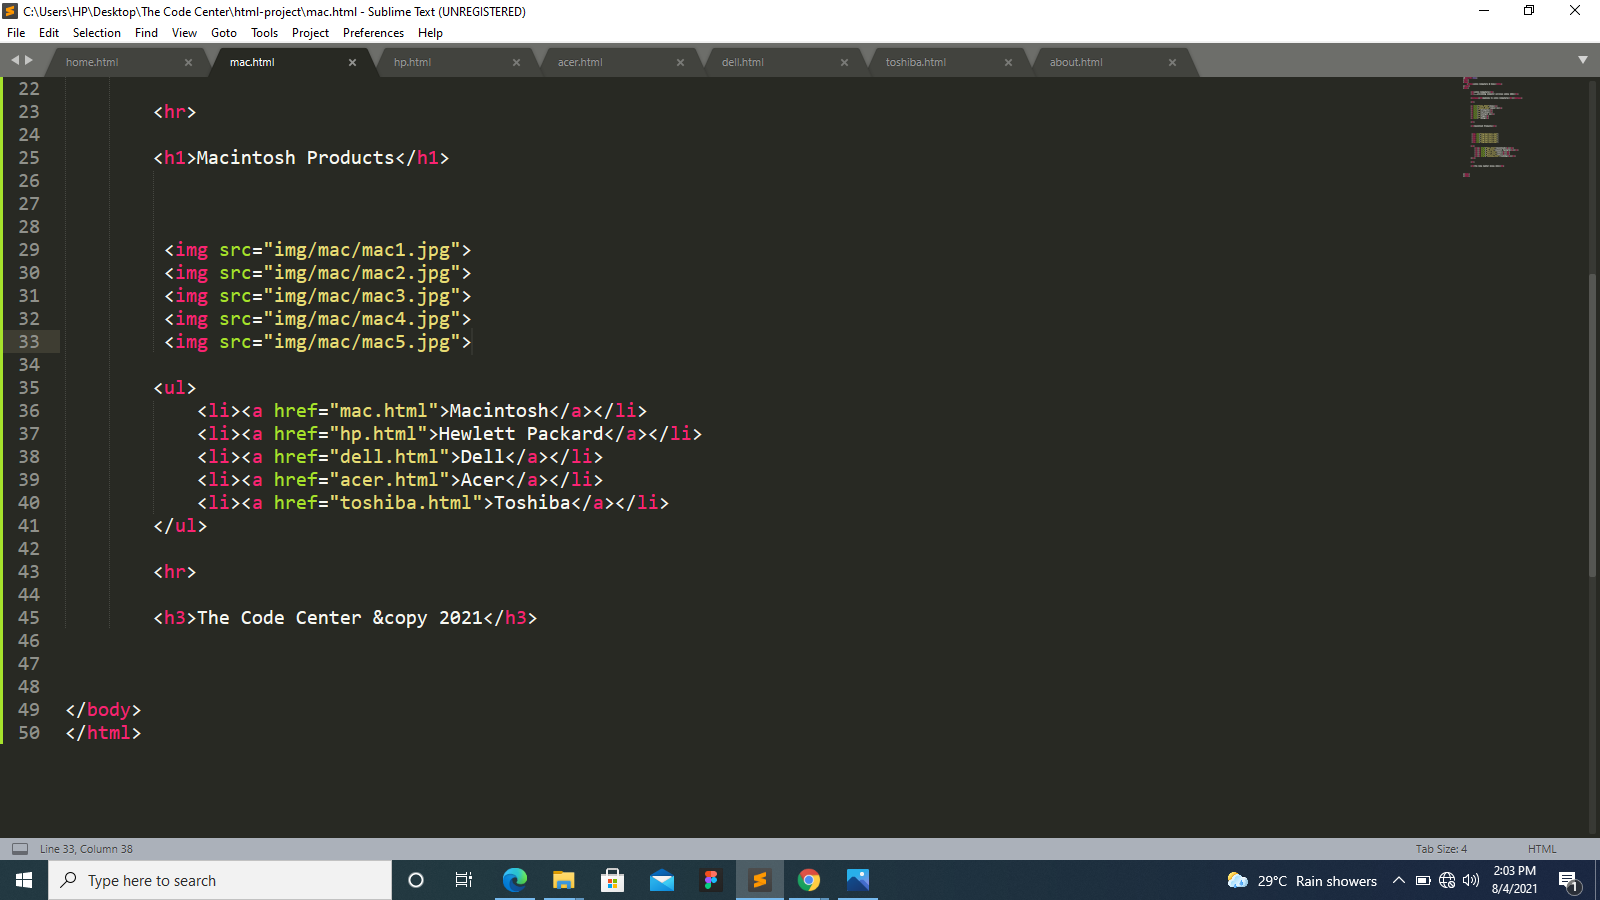 C:\Users\HP\Desktop\The Code Center\html-project\mac.html - Sublime Text (UNREGISTERED)
File Edit Selection Find View Goto Tools Project Preferences Help
home.html mac.html hp.html acer.html dell.html toshiba.html about.html
22
23 <hr>
24
25 <h1>Macintosh Products</h1>
26
27
28
29 <img src="img/mac/mac1.jpg">
30 <img src="img/mac/mac2.jpg">
31 <img src="img/mac/mac3.jpg">
32 <img src="img/mac/mac4.jpg">
33 <img src="img/mac/mac5.jpg">
34
35 <ul>
36 <li><a href="mac.html">Macintosh</a></li>
37 <li><a href="hp.html">Hewlett Packard</a></li>
38 <li><a href="dell.html">Dell</a></li>
39 <li><a href="acer.html">Acer</a></li>
40 <li><a href="toshiba.html">Toshiba</a></li>
41 </ul>
42
43 <hr>
44
45 <h3>The Code Center &copy 2021</h3>
46
47
48
49 </body>
50 </html>
Line 33, Column 38 Tab Size: 4 HTML
Type here to search 29°C Rain showers 2:03 PM
8/4/2021 1